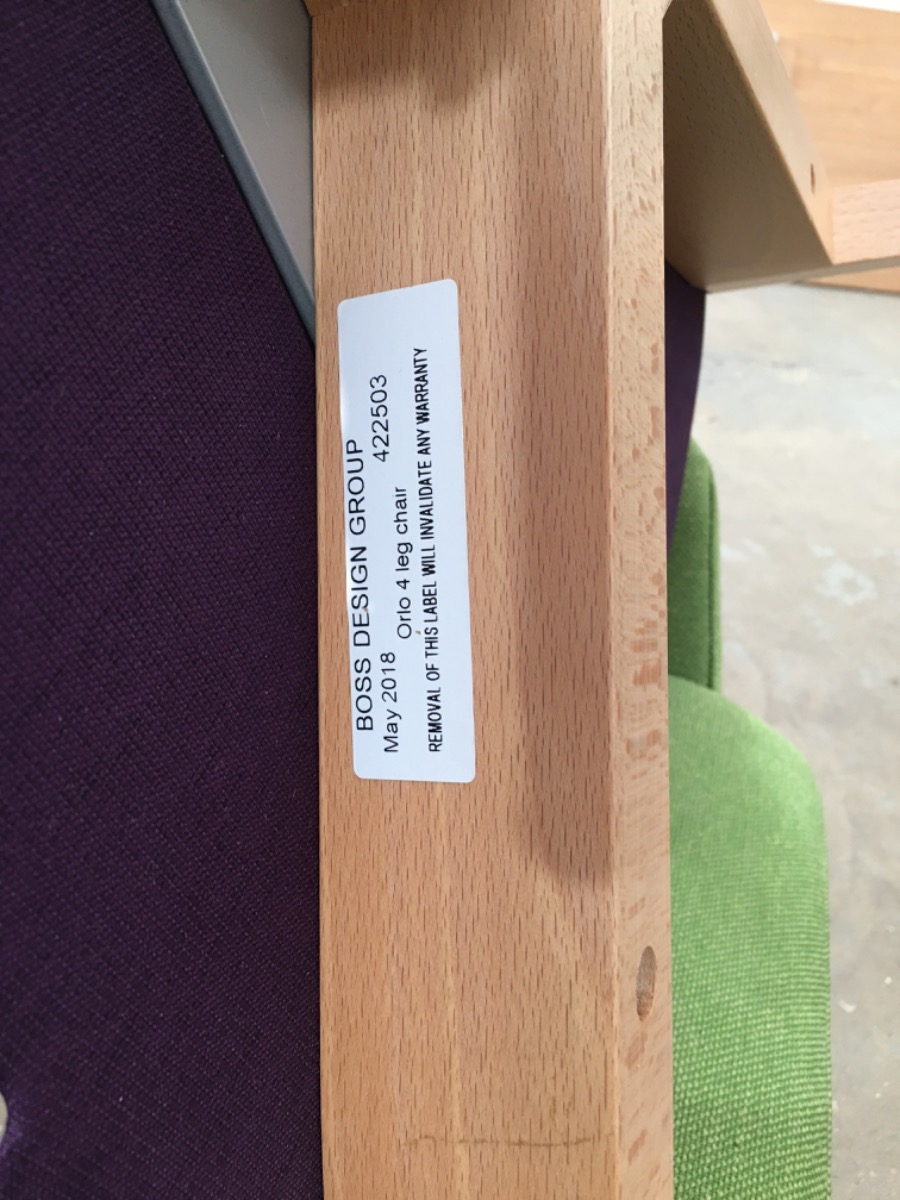 BOSS DESIGN GROUP
May 2018 422503
Orlo 4 leg chair
REMOVAL OF THIS LABEL WILL INVALIDATE ANY WARRANTY